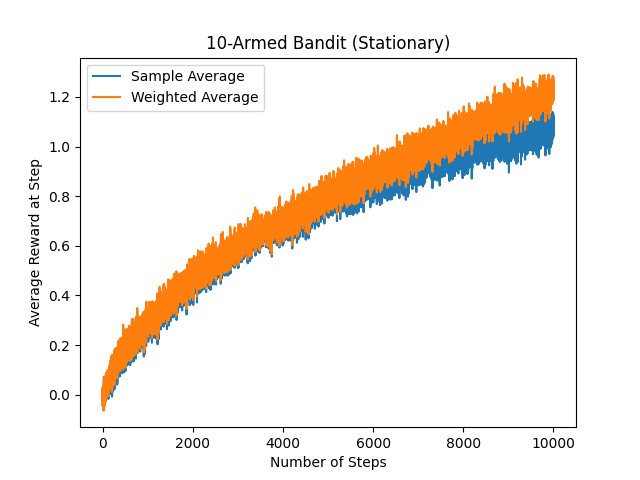 10-Armed Bandit (Stationary)
Sample Average
Weighted Average
Average Reward at Step
1.2
1.0
0.8
0.6
0.4
0.2
0.0
0 2000 4000 6000 8000 10000
Number of Steps